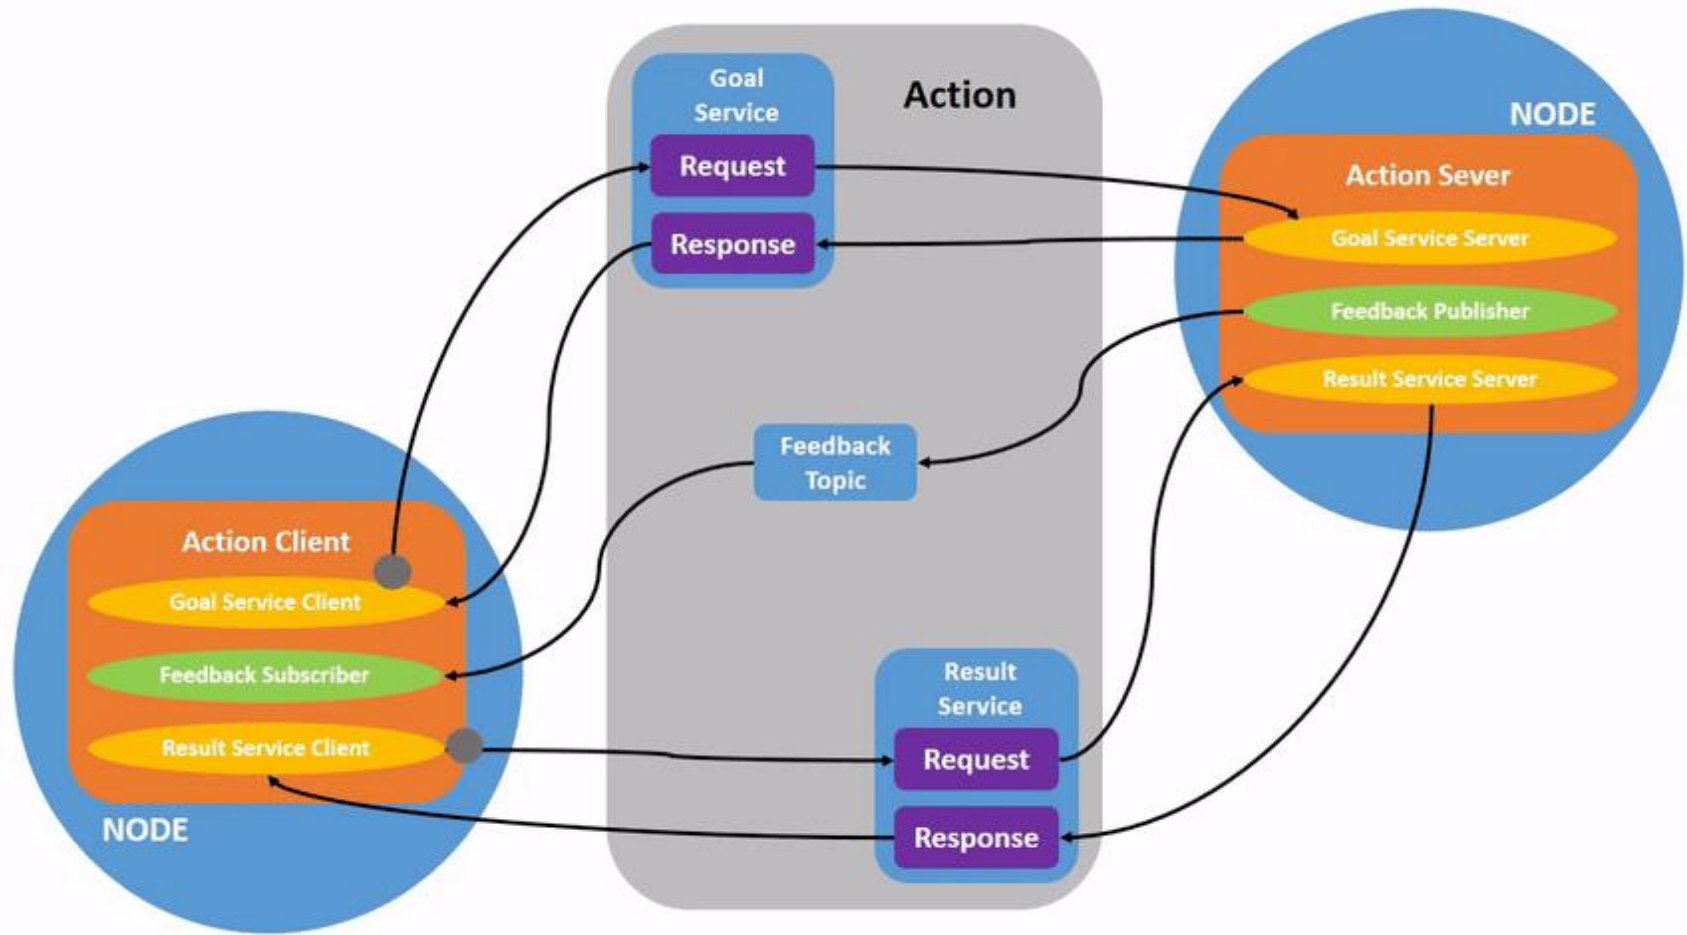 Goal
Service
Request
Response
Action
NODE
Action Sever
Goal Service Server
Feedback Publisher
Result Service Server
Feedback
Topic
Action Client
Goal Service Client
Feedback Subscriber
Result Service Client
NODE
Result
Service
Request
Response